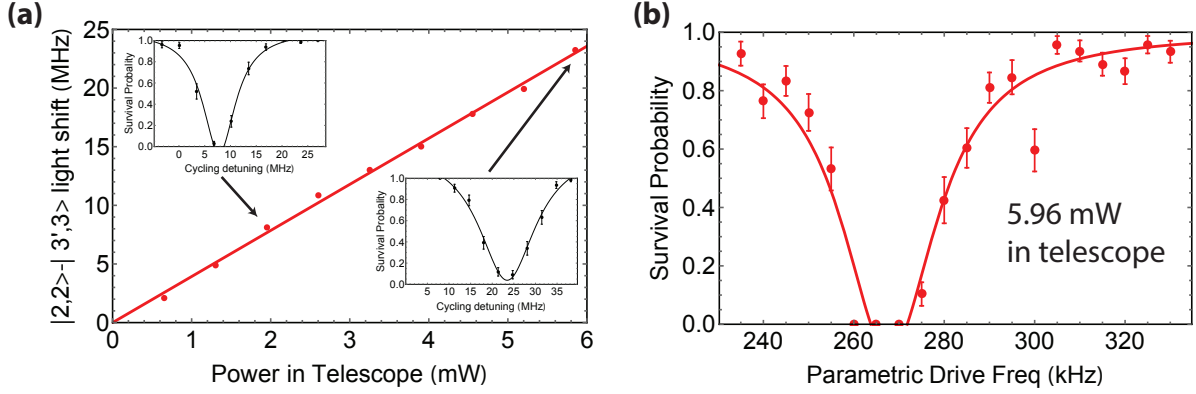 (a)
25
20
15
10
5
0
|2,2>-| 3',3> light shift (MHz)
0 1 2 3 4 5 6
Power in Telescope (mW)
1.0
0.8
0.6
0.4
0.2
0.0
Survival Probality
0 5 10 15 20 25
Cycling detuning (MHz)
1.0
0.8
0.6
0.4
0.2
0.0
Survival Probality
5 10 15 20 25 30 35
Cycling detuning (MHz)
(b)
1.0
0.8
0.6
0.4
0.2
0.0
Survival Probability
5.96 mW
in telescope
240 260 280 300 320
Parametric Drive Freq (kHz)